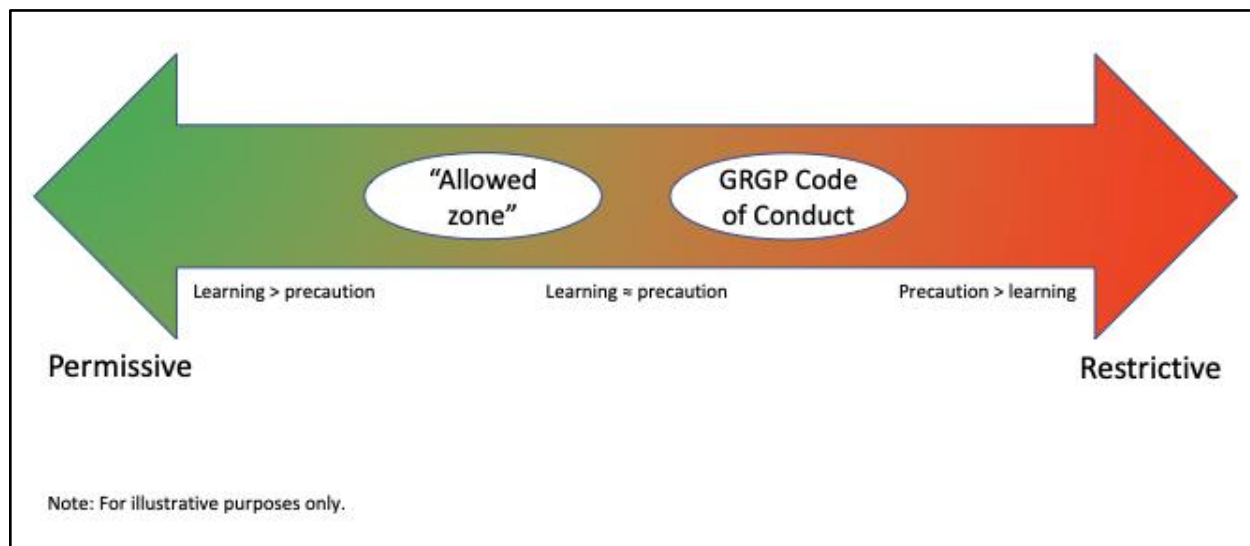 “Allowed
zone”
GRGP Code
of Conduct
Learning > precaution
Learning ≈ precaution
Precaution > learning
Permissive
Restrictive
Note: For illustrative purposes only.